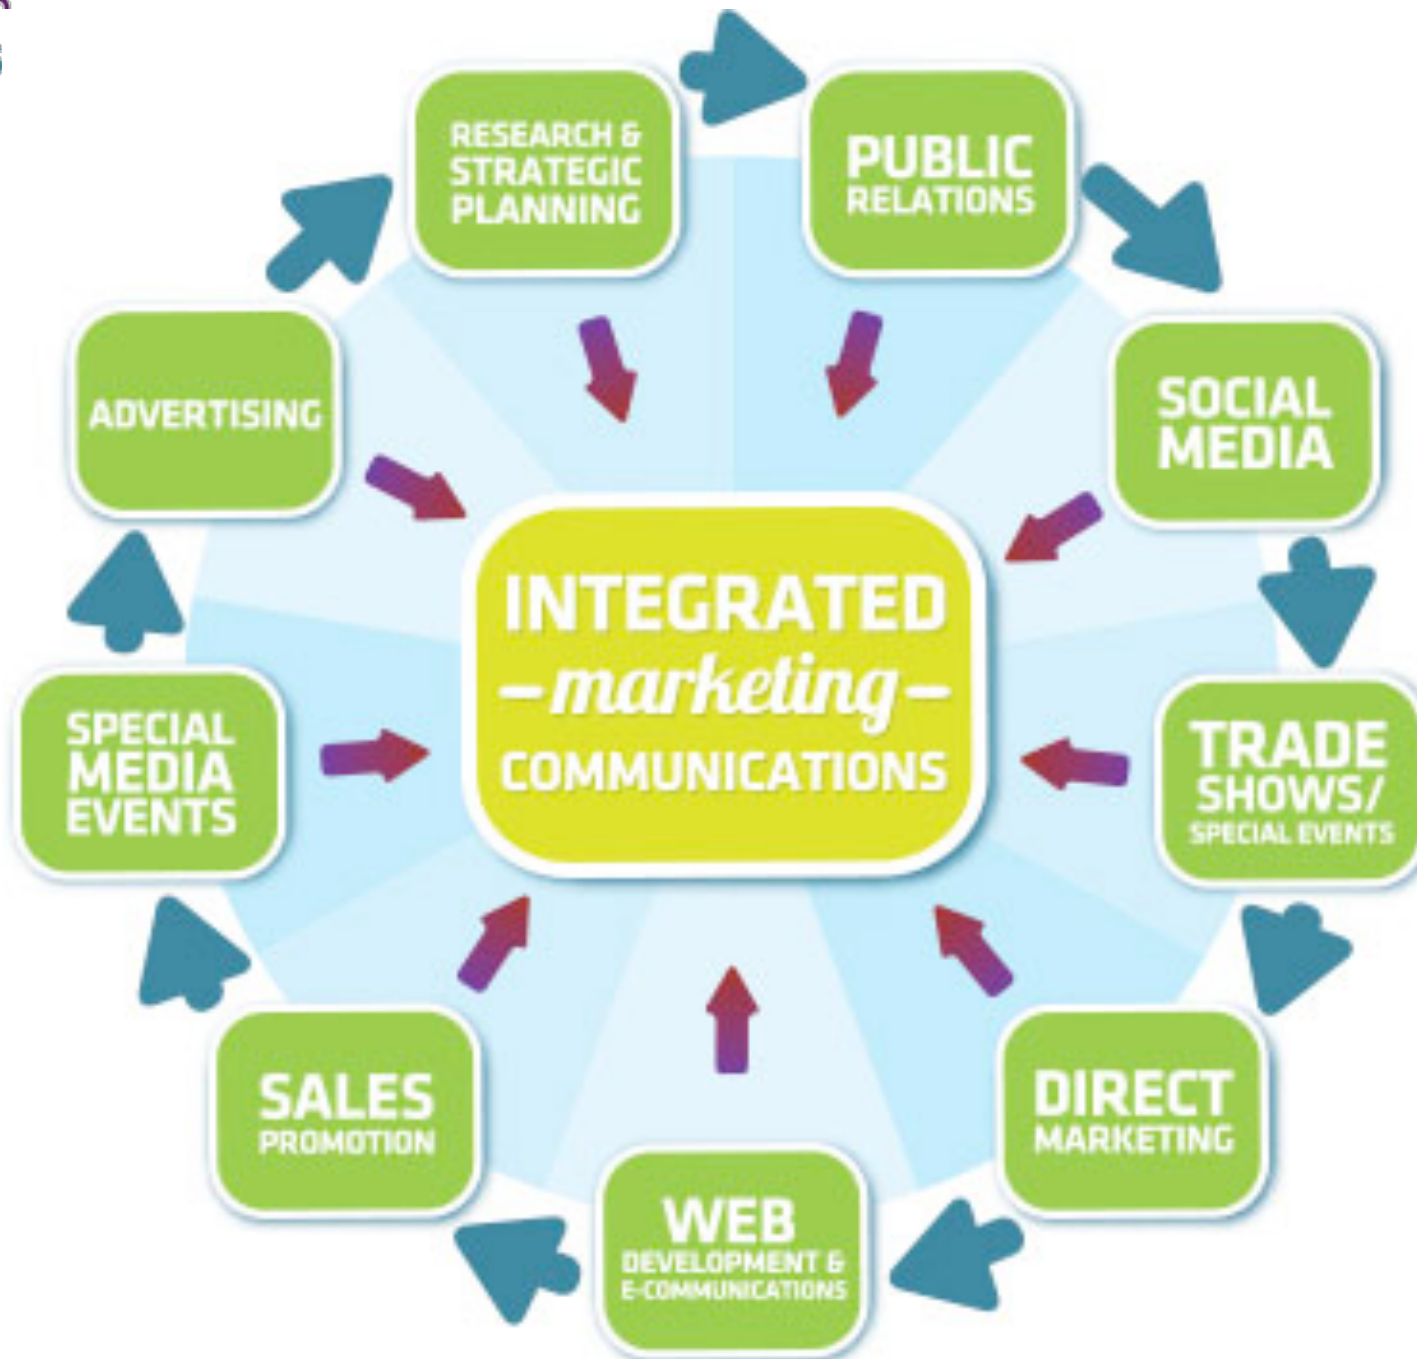 RESEARCH &
STRATEGIC
PLANNING
PUBLIC
RELATIONS
SOCIAL
MEDIA
TRADE
SHOWS/
SPECIAL EVENTS
DIRECT
MARKETING
WEB
DEVELOPMENT &
E-COMMUNICATIONS
SALES
PROMOTION
SPECIAL
MEDIA
EVENTS
ADVERTISING
INTEGRATED
– marketing –
COMMUNICATIONS